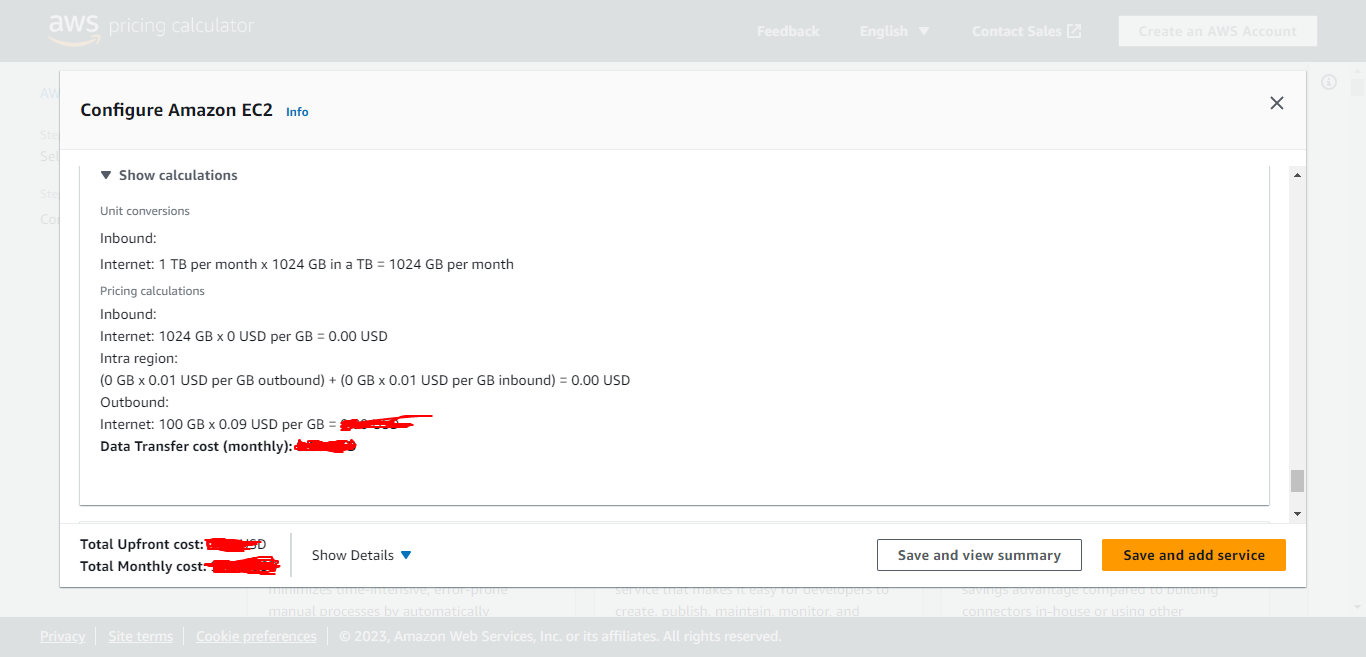 aws pricing calculator
Feedback English Contact Sales Create an AWS Account
Configure Amazon EC2 Info
Show calculations
Unit conversions
Inbound:
Internet: 1 TB per month x 1024 GB in a TB = 1024 GB per month
Pricing calculations
Inbound:
Internet: 1024 GB x 0 USD per GB = 0.00 USD
Intra region:
(0 GB x 0.01 USD per GB outbound) + (0 GB x 0.01 USD per GB inbound) = 0.00 USD
Outbound:
Internet: 100 GB x 0.09 USD per GB =
Data Transfer cost (monthly):
Total Upfront cost:
Total Monthly cost:
Show Details
Save and view summary
Save and add service
minimizes time-intensive, error-prone
manual processes by automatically
service that makes it easy for developers to
create, publish, maintain, monitor, and
savings advantage compared to building
connectors in-house or using other
Privacy Site terms Cookie preferences © 2023, Amazon Web Services, Inc. or its affiliates. All rights reserved.